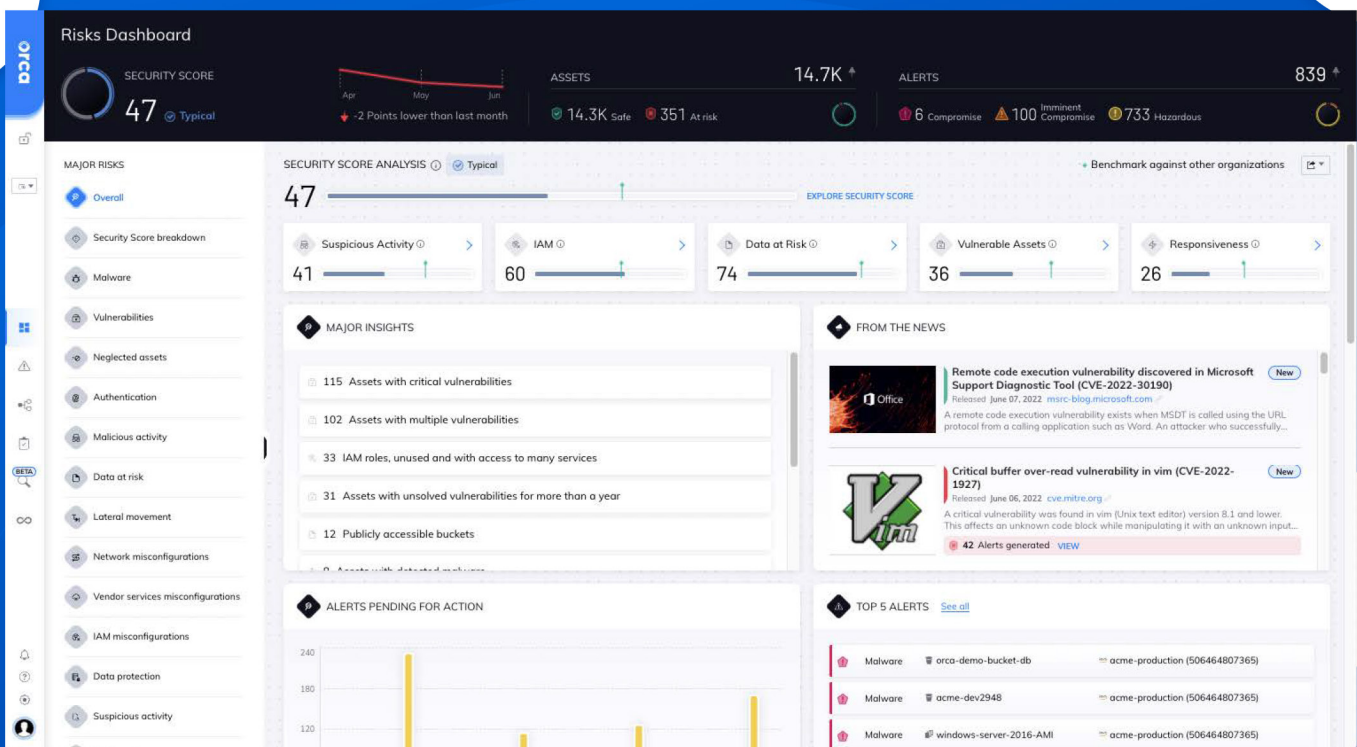 orca
Risks Dashboard
SECURITY SCORE
47 Typical
Apr May Jun
-2 Points lower than last month
ASSETS 14.7K
14.3K Safe 351 At risk
ALERTS 839
6 Compromise 100 Imminent Compromise 733 Hazardous
MAJOR RISKS
Overall
Security Score breakdown
Malware
Vulnerabilities
Neglected assets
Authentication
Malicious activity
Data at risk
Lateral movement
Network misconfigurations
Vendor services misconfigurations
IAM misconfigurations
Data protection
Suspicious activity
BETA
SECURITY SCORE ANALYSIS Typical
Benchmark against other organizations
47 EXPLORE SECURITY SCORE
Suspicious Activity
41
IAM
60
Data at Risk
74
Vulnerable Assets
36
Responsiveness
26
MAJOR INSIGHTS
115 Assets with critical vulnerabilities
102 Assets with multiple vulnerabilities
33 IAM roles, unused and with access to many services
31 Assets with unsolved vulnerabilities for more than a year
12 Publicly accessible buckets
FROM THE NEWS
Office
Remote code execution vulnerability discovered in Microsoft New
Support Diagnostic Tool (CVE-2022-30190)
Released June 07, 2022 msrc-blog.microsoft.com
A remote code execution vulnerability exists when MSDT is called using the URL
protocol from a calling application such as Word. An attacker who successfully...
Vim
Critical buffer over-read vulnerability in vim (CVE-2022- New
1927)
Released June 06, 2022 cve.mitre.org
A critical vulnerability was found in vim (Unix text editor) version 8.1 and lower.
This affects an unknown code block while manipulating it with an unknown input...
42 Alerts generated VIEW
ALERTS PENDING FOR ACTION
240
180
120
TOP 5 ALERTS See all
Malware orca-demo-bucket-db acme-production (506464807365)
Malware acme-dev2948 acme-production (506464807365)
Malware windows-server-2016-AMI acme-production (506464807365)